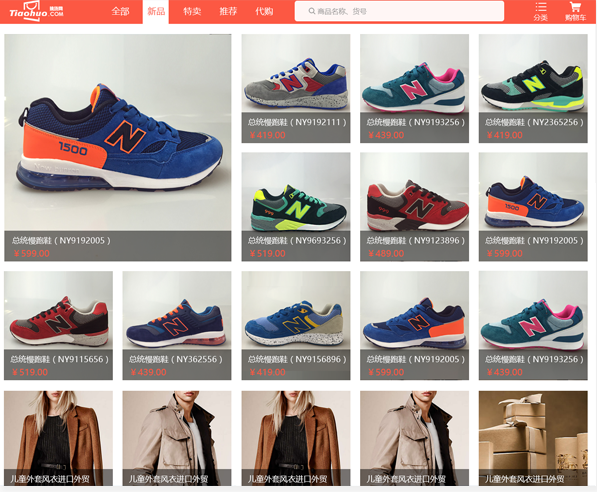 Tiaohuo.COM
全部
新品
特卖
推荐
代购
商品名称、货号
分类
购物车
1500
总统慢跑鞋(NY9192005)
¥599.00
总统慢跑鞋(NY9192111)
¥419.00
总统慢跑鞋(NY9193256)
¥439.00
总统慢跑鞋(NY2365256)
¥419.00
总统慢跑鞋(NY9693256)
¥519.00
总统慢跑鞋(NY9123896)
¥489.00
总统慢跑鞋(NY9192005)
¥599.00
总统慢跑鞋(NY9115656)
¥519.00
总统慢跑鞋(NY362556)
¥439.00
总统慢跑鞋(NY9156896)
¥419.00
总统慢跑鞋(NY9192005)
¥599.00
总统慢跑鞋(NY9193256)
¥439.00
儿童外套风衣进口外贸
儿童外套风衣进口外贸
儿童外套风衣进口外贸
儿童外套风衣进口外贸
儿童外套风衣进口外贸